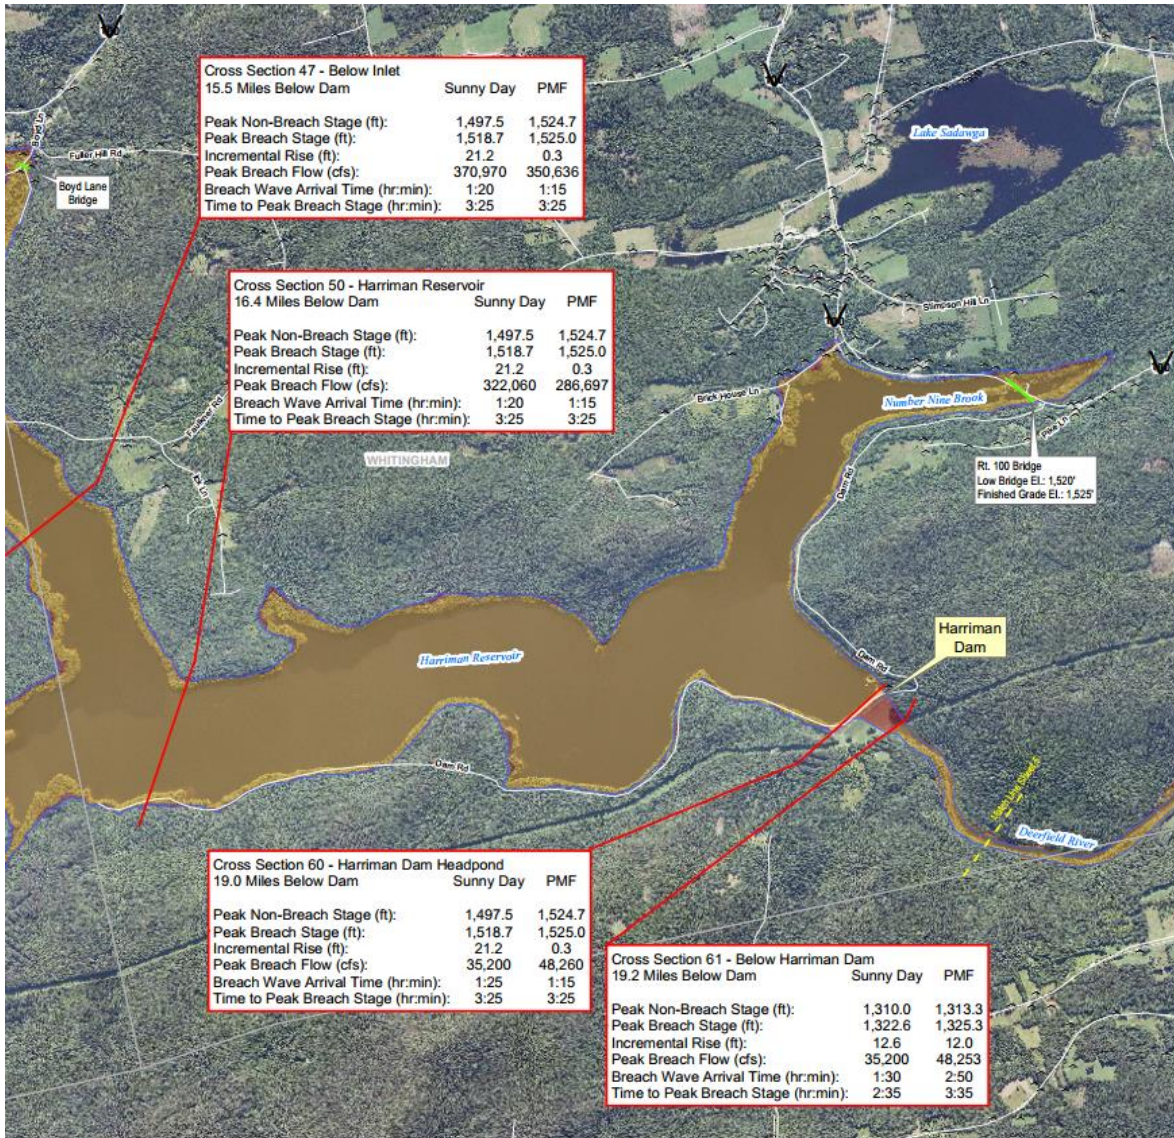 100
Cross Section 47 - Below Inlet
15.5 Miles Below Dam Sunny Day PMF
Peak Non-Breach Stage (ft): 1,497.5 1,524.7
Peak Breach Stage (ft): 1,518.7 1,525.0
Incremental Rise (ft): 21.2 0.3
Peak Breach Flow (cfs): 370,970 350,636
Breach Wave Arrival Time (hr:min): 1:20 1:15
Time to Peak Breach Stage (hr:min): 3:25 3:25
100
Lake Sadawga
Boyd Ln
Fuller Hill Rd
Boyd Lane
Bridge
Cross Section 50 - Harriman Reservoir
16.4 Miles Below Dam Sunny Day PMF
Peak Non-Breach Stage (ft): 1,497.5 1,524.7
Peak Breach Stage (ft): 1,518.7 1,525.0
Incremental Rise (ft): 21.2 0.3
Peak Breach Flow (cfs): 322,060 286,697
Breach Wave Arrival Time (hr:min): 1:20 1:15
Time to Peak Breach Stage (hr:min): 3:25 3:25
Stimpson Hill Ln
100
100
Brick House Ln
Number Nine Brook
Faulkner Rd
Pike Ln
WHITINGHAM
Rt. 100 Bridge
Low Bridge El.: 1,520'
Finished Grade El.: 1,525'
Dam Rd
Harriman
Dam
Harriman Reservoir
Dam Rd
Dam Rd
Deerfield River
Cross Section 60 - Harriman Dam Headpond
19.0 Miles Below Dam Sunny Day PMF
Peak Non-Breach Stage (ft): 1,497.5 1,524.7
Peak Breach Stage (ft): 1,518.7 1,525.0
Incremental Rise (ft): 21.2 0.3
Peak Breach Flow (cfs): 35,200 48,260
Breach Wave Arrival Time (hr:min): 1:25 1:15
Time to Peak Breach Stage (hr:min): 3:25 3:25
Cross Section 61 - Below Harriman Dam
19.2 Miles Below Dam Sunny Day PMF
Peak Non-Breach Stage (ft): 1,310.0 1,313.3
Peak Breach Stage (ft): 1,322.6 1,325.3
Incremental Rise (ft): 12.6 12.0
Peak Breach Flow (cfs): 35,200 48,253
Breach Wave Arrival Time (hr:min): 1:30 2:50
Time to Peak Breach Stage (hr:min): 2:35 3:35